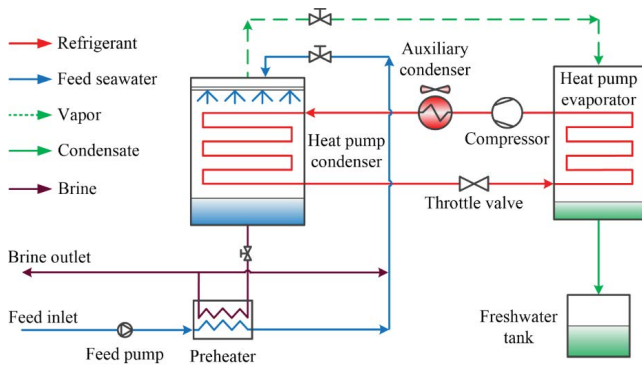 Refrigerant
Feed seawater
Vapor
Condensate
Brine
Auxiliary
condenser
Heat pump
evaporator
Heat pump
condenser
Compressor
Throttle valve
Brine outlet
Feed inlet
Feed pump
Preheater
Freshwater
tank